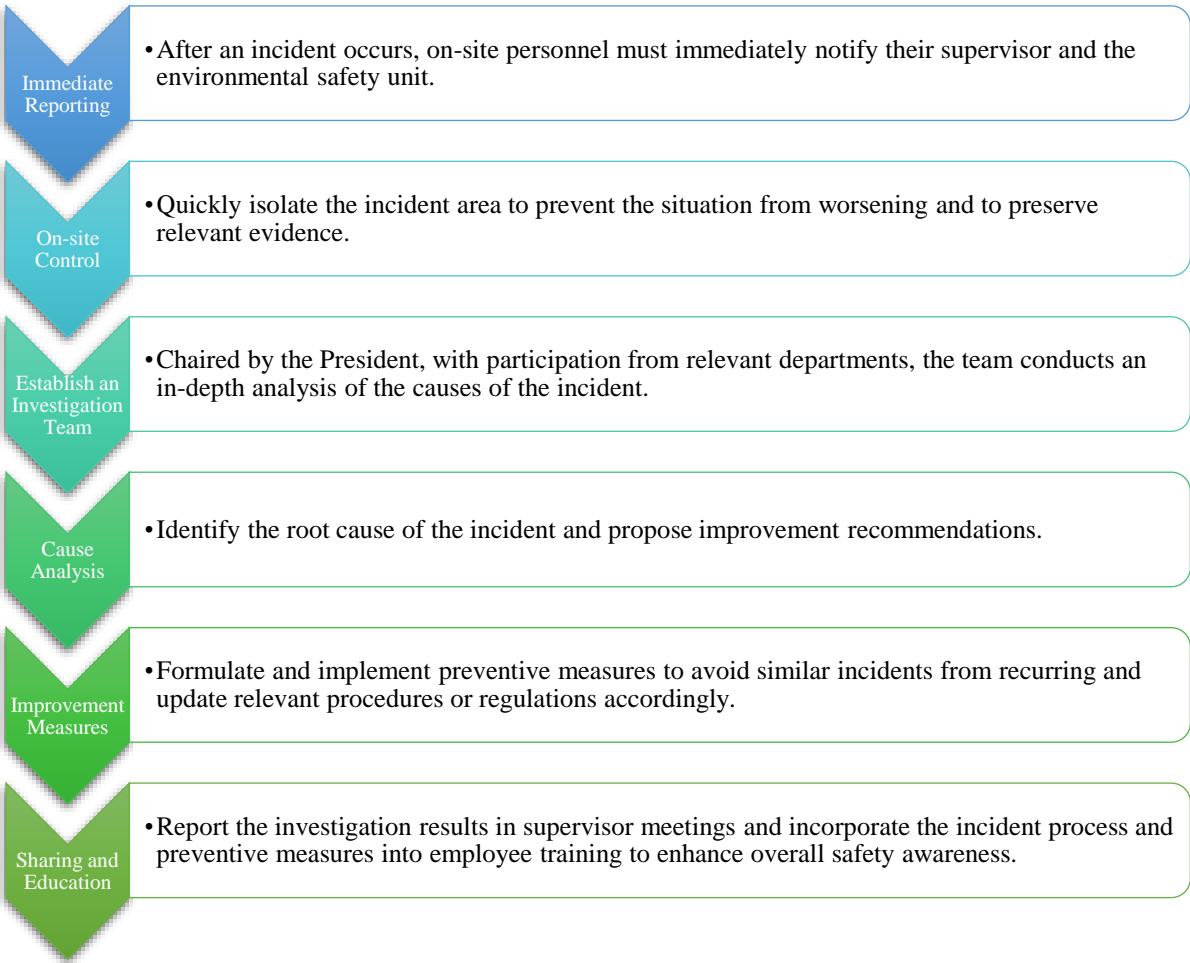 Immediate
Reporting
•After an incident occurs, on-site personnel must immediately notify their supervisor and the
environmental safety unit.
On-site
Control
•Quickly isolate the incident area to prevent the situation from worsening and to preserve
relevant evidence.
Establish an
Investigation
Team
•Chaired by the President, with participation from relevant departments, the team conducts an
in-depth analysis of the causes of the incident.
Cause
Analysis
•Identify the root cause of the incident and propose improvement recommendations.
Improvement
Measures
•Formulate and implement preventive measures to avoid similar incidents from recurring and
update relevant procedures or regulations accordingly.
Sharing and
Education
•Report the investigation results in supervisor meetings and incorporate the incident process and
preventive measures into employee training to enhance overall safety awareness.